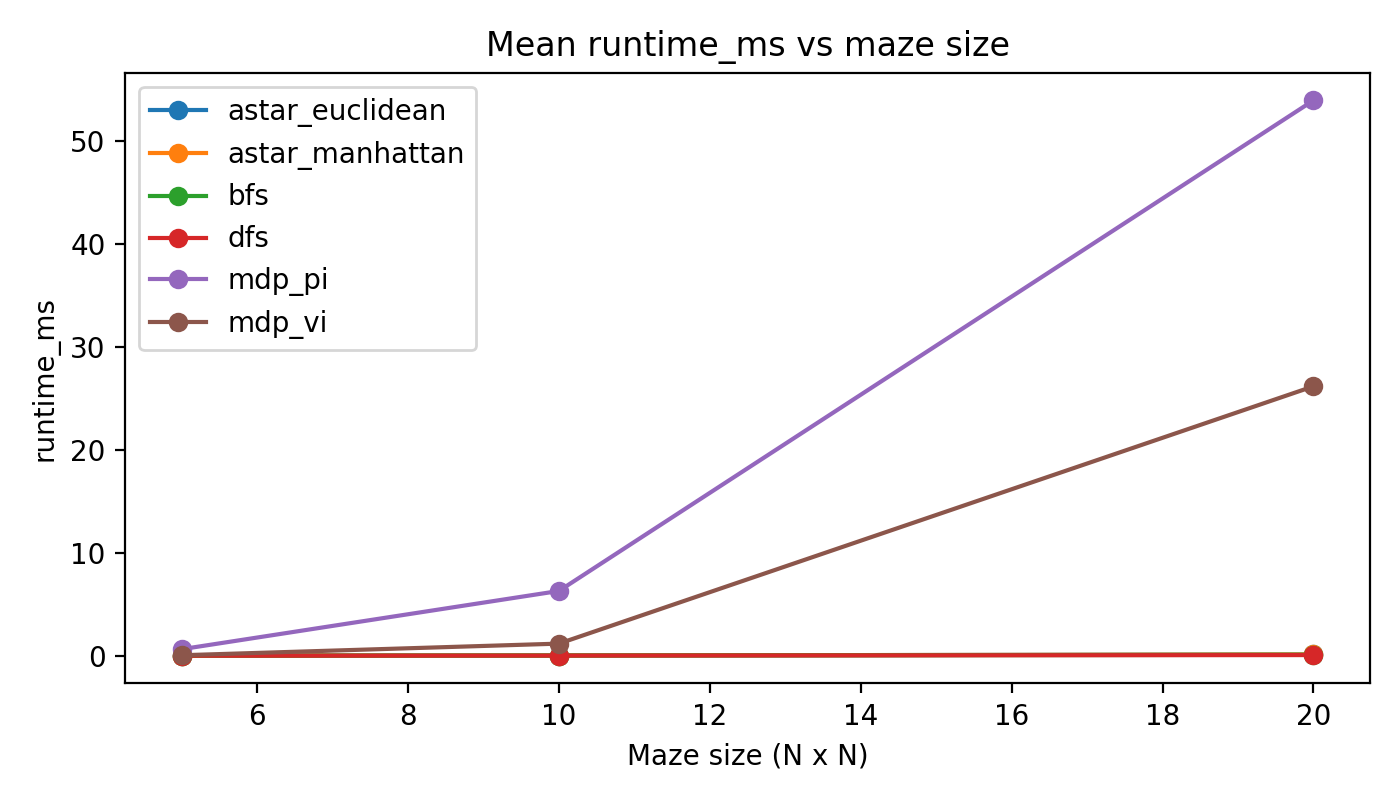 Mean runtime_ms vs maze size
astar_euclidean
astar_manhattan
bfs
dfs
mdp_pi
mdp_vi
runtime_ms
50
40
30
20
10
0
6 8 10 12 14 16 18 20
Maze size (N x N)